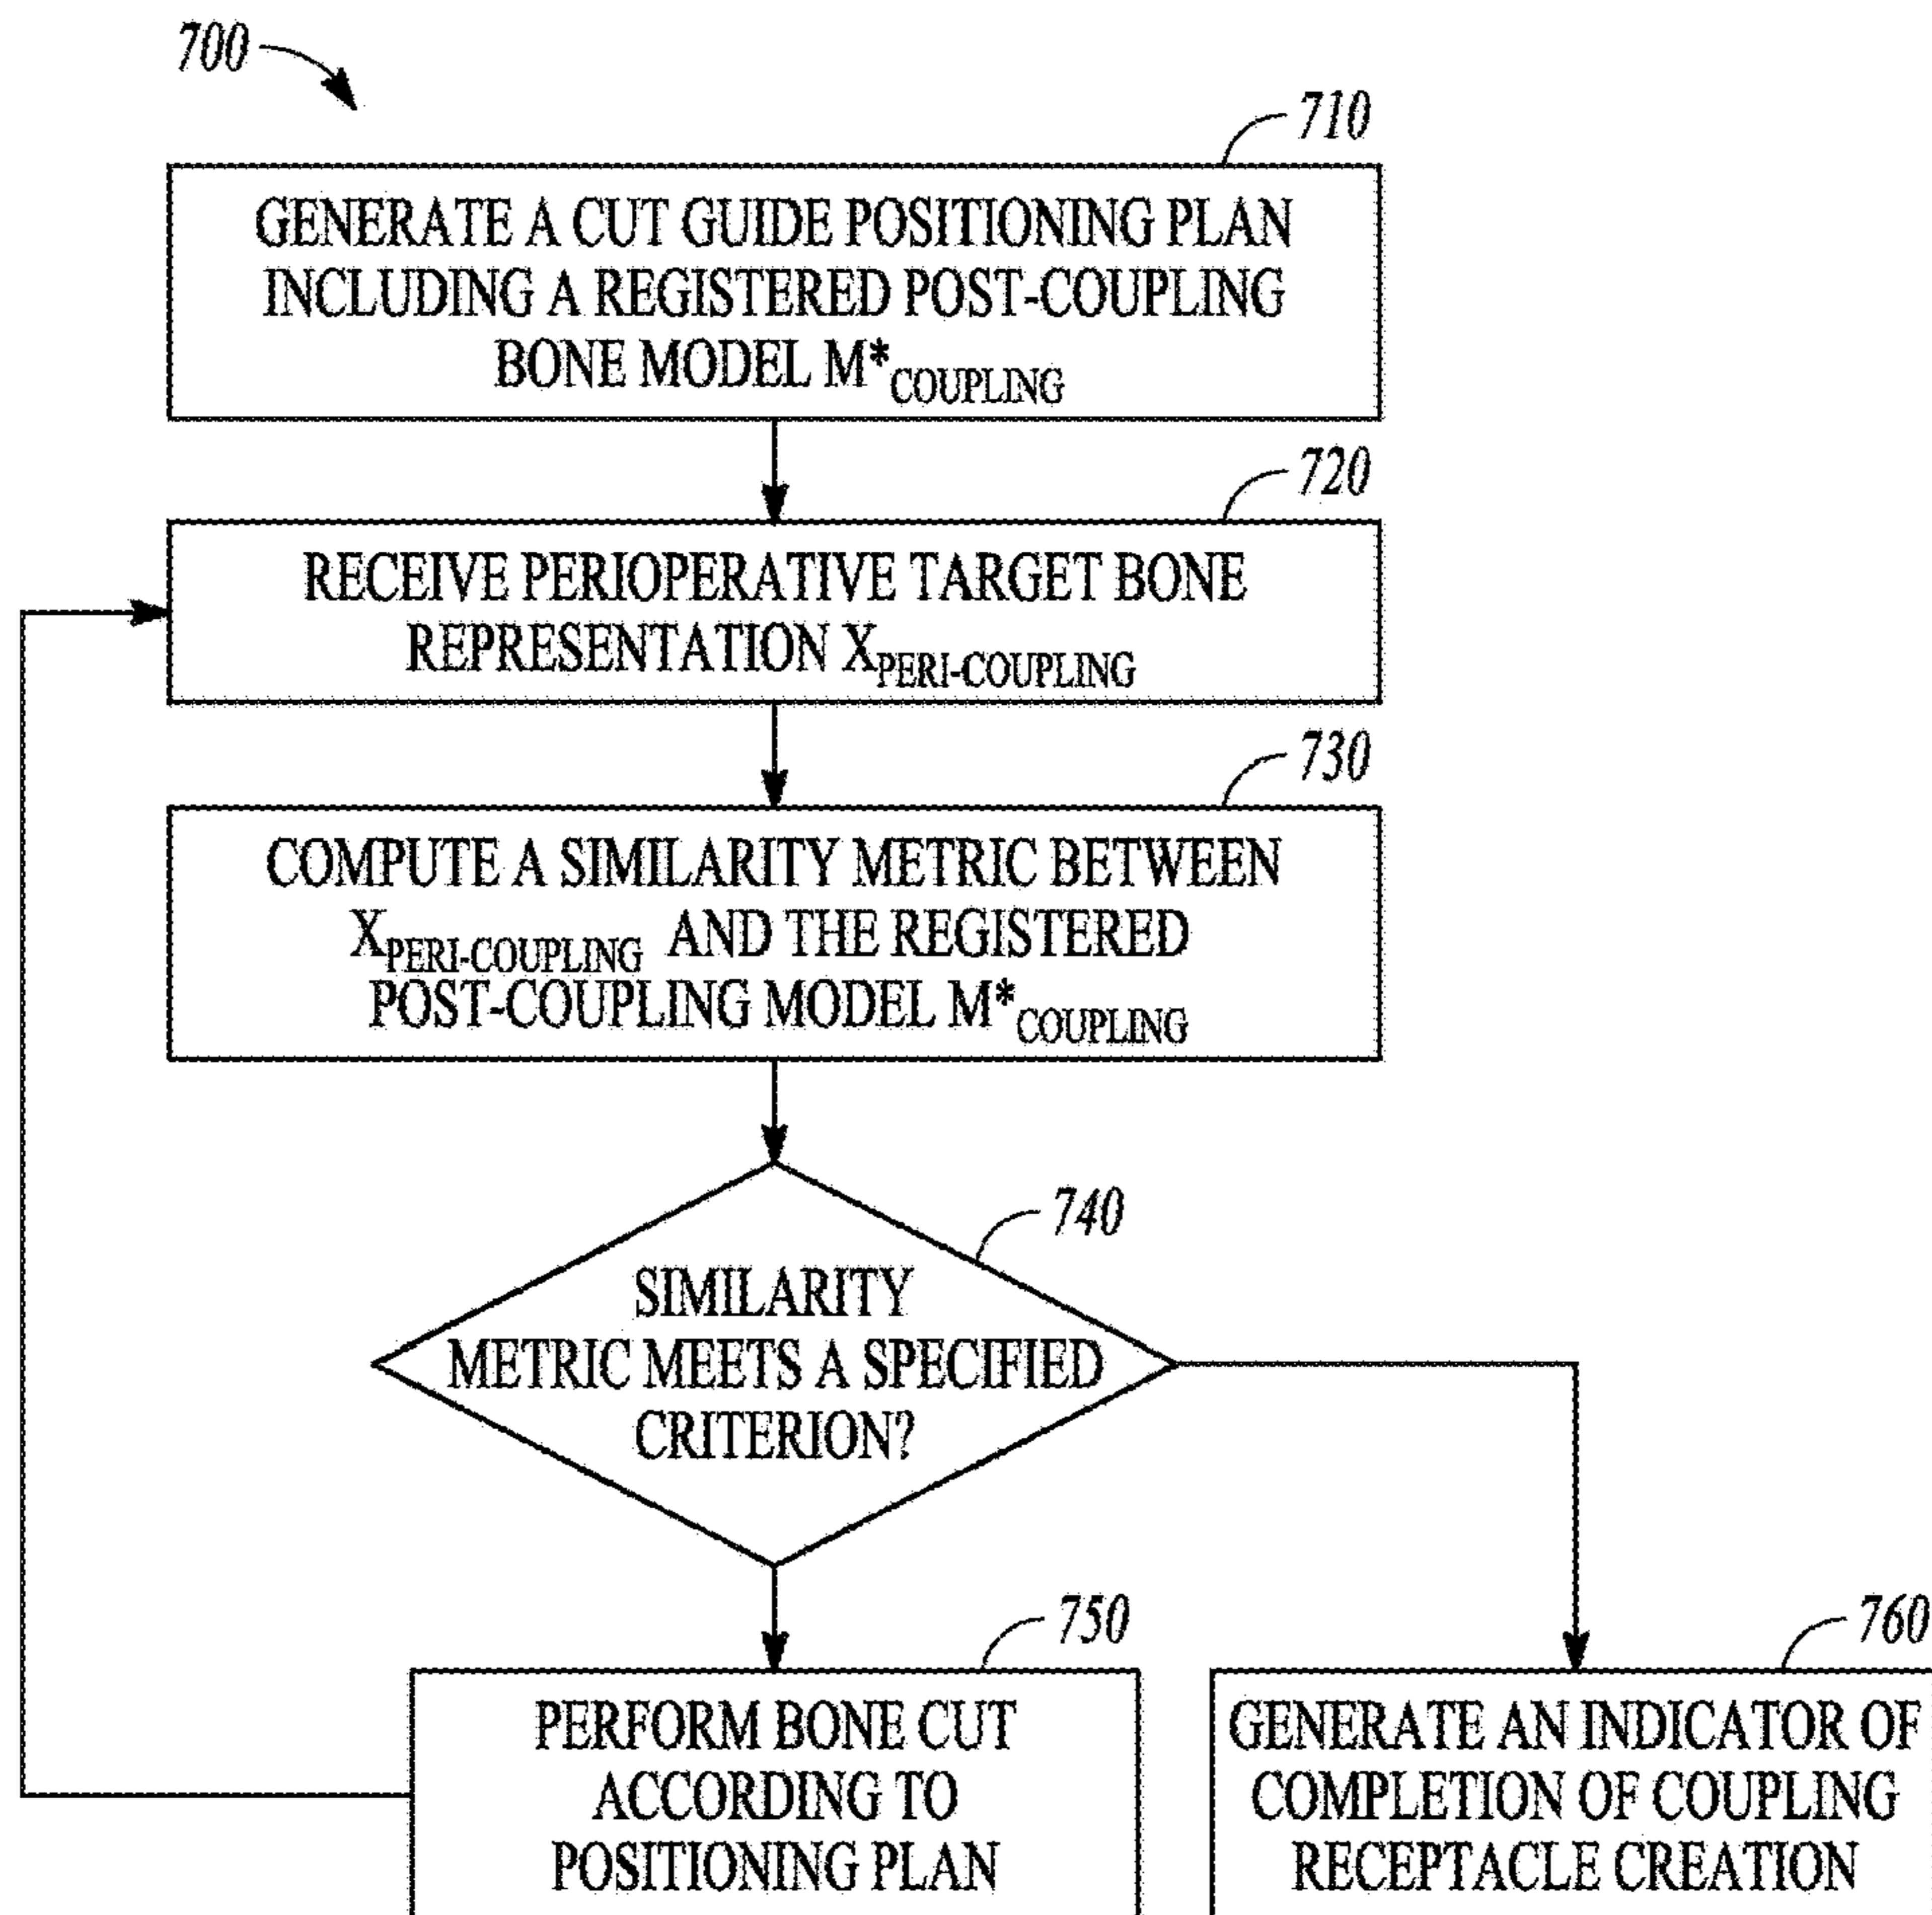 700
710
GENERATE A CUT GUIDE POSITIONING PLAN
INCLUDING A REGISTERED POST-COUPLING
BONE MODEL M*COUPLING
720
RECEIVE PERIOPERATIVE TARGET BONE
REPRESENTATION XPERI-COUPLING
730
COMPUTE A SIMILARITY METRIC BETWEEN
XPERI-COUPLING AND THE REGISTERED
POST-COUPLING MODEL M*COUPLING
740
SIMILARITY
METRIC MEETS A SPECIFIED
CRITERION?
750
PERFORM BONE CUT
ACCORDING TO
POSITIONING PLAN
760
GENERATE AN INDICATOR OF
COMPLETION OF COUPLING
RECEPTACLE CREATION